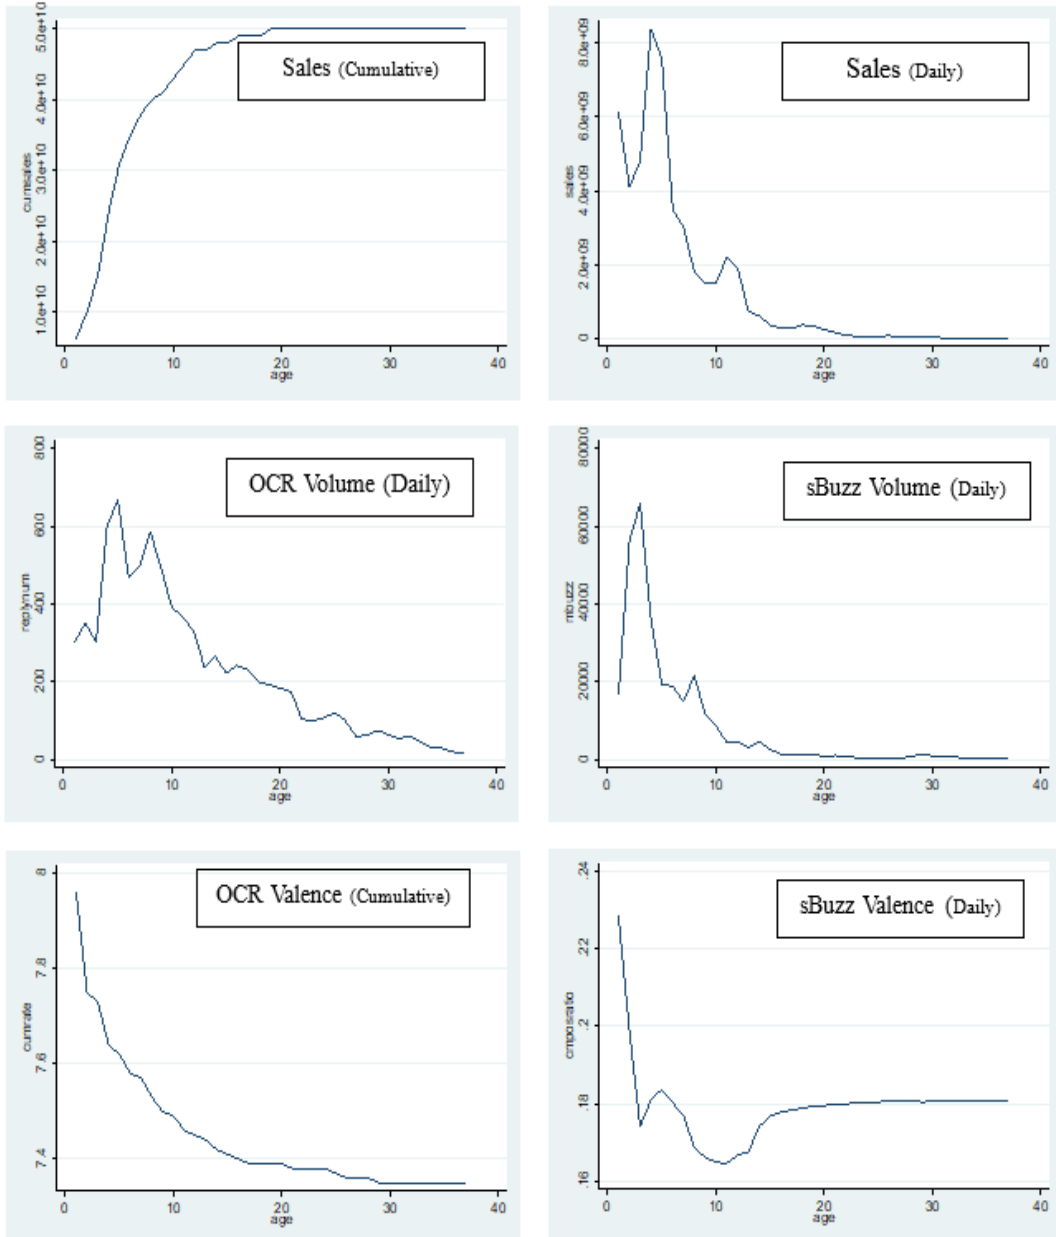 Sales (Cumulative)
cumsales
5.0e+10
4.0e+10
3.0e+10
2.0e+10
1.0e+10
0 10 20 30 40
age
Sales (Daily)
sales
8.0e+09
6.0e+09
4.0e+09
2.0e+09
0
0 10 20 30 40
age
OCR Volume (Daily)
replynum
800
600
400
200
0
0 10 20 30 40
age
sBuzz Volume (Daily)
mbuzz
80000
60000
40000
20000
0
0 10 20 30 40
age
OCR Valence (Cumulative)
cumrate
8
7.8
7.6
7.4
0 10 20 30 40
age
sBuzz Valence (Daily)
cmposratio
.24
.22
.2
.18
.16
0 10 20 30 40
age